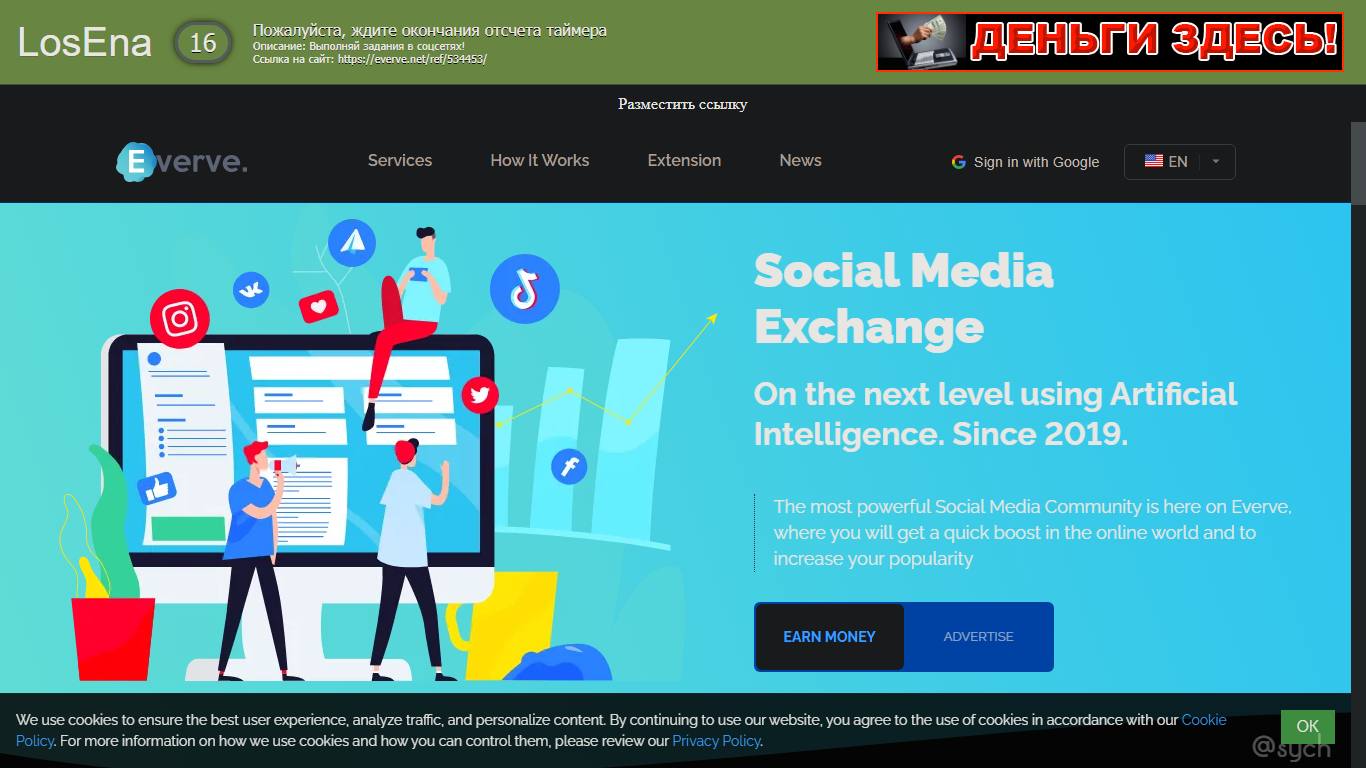 LosEna
16
Пожалуйста, ждите окончания отсчета таймера
Описание: Выполняй задания в соцсетях!
Ссылка на сайт: https://everve.net/ref/534453/
ДЕНЬГИ ЗДЕСЬ!
Разместить ссылку
Everve.
Services
How It Works
Extension
News
Sign in with Google
EN
Social Media
Exchange
On the next level using Artificial
Intelligence. Since 2019.
The most powerful Social Media Community is here on Everve,
where you will get a quick boost in the online world and to
increase your popularity
EARN MONEY
ADVERTISE
We use cookies to ensure the best user experience, analyze traffic, and personalize content. By continuing to use our website, you agree to the use of cookies in accordance with our Cookie
Policy. For more information on how we use cookies and how you can control them, please review our Privacy Policy.
OK
@sych